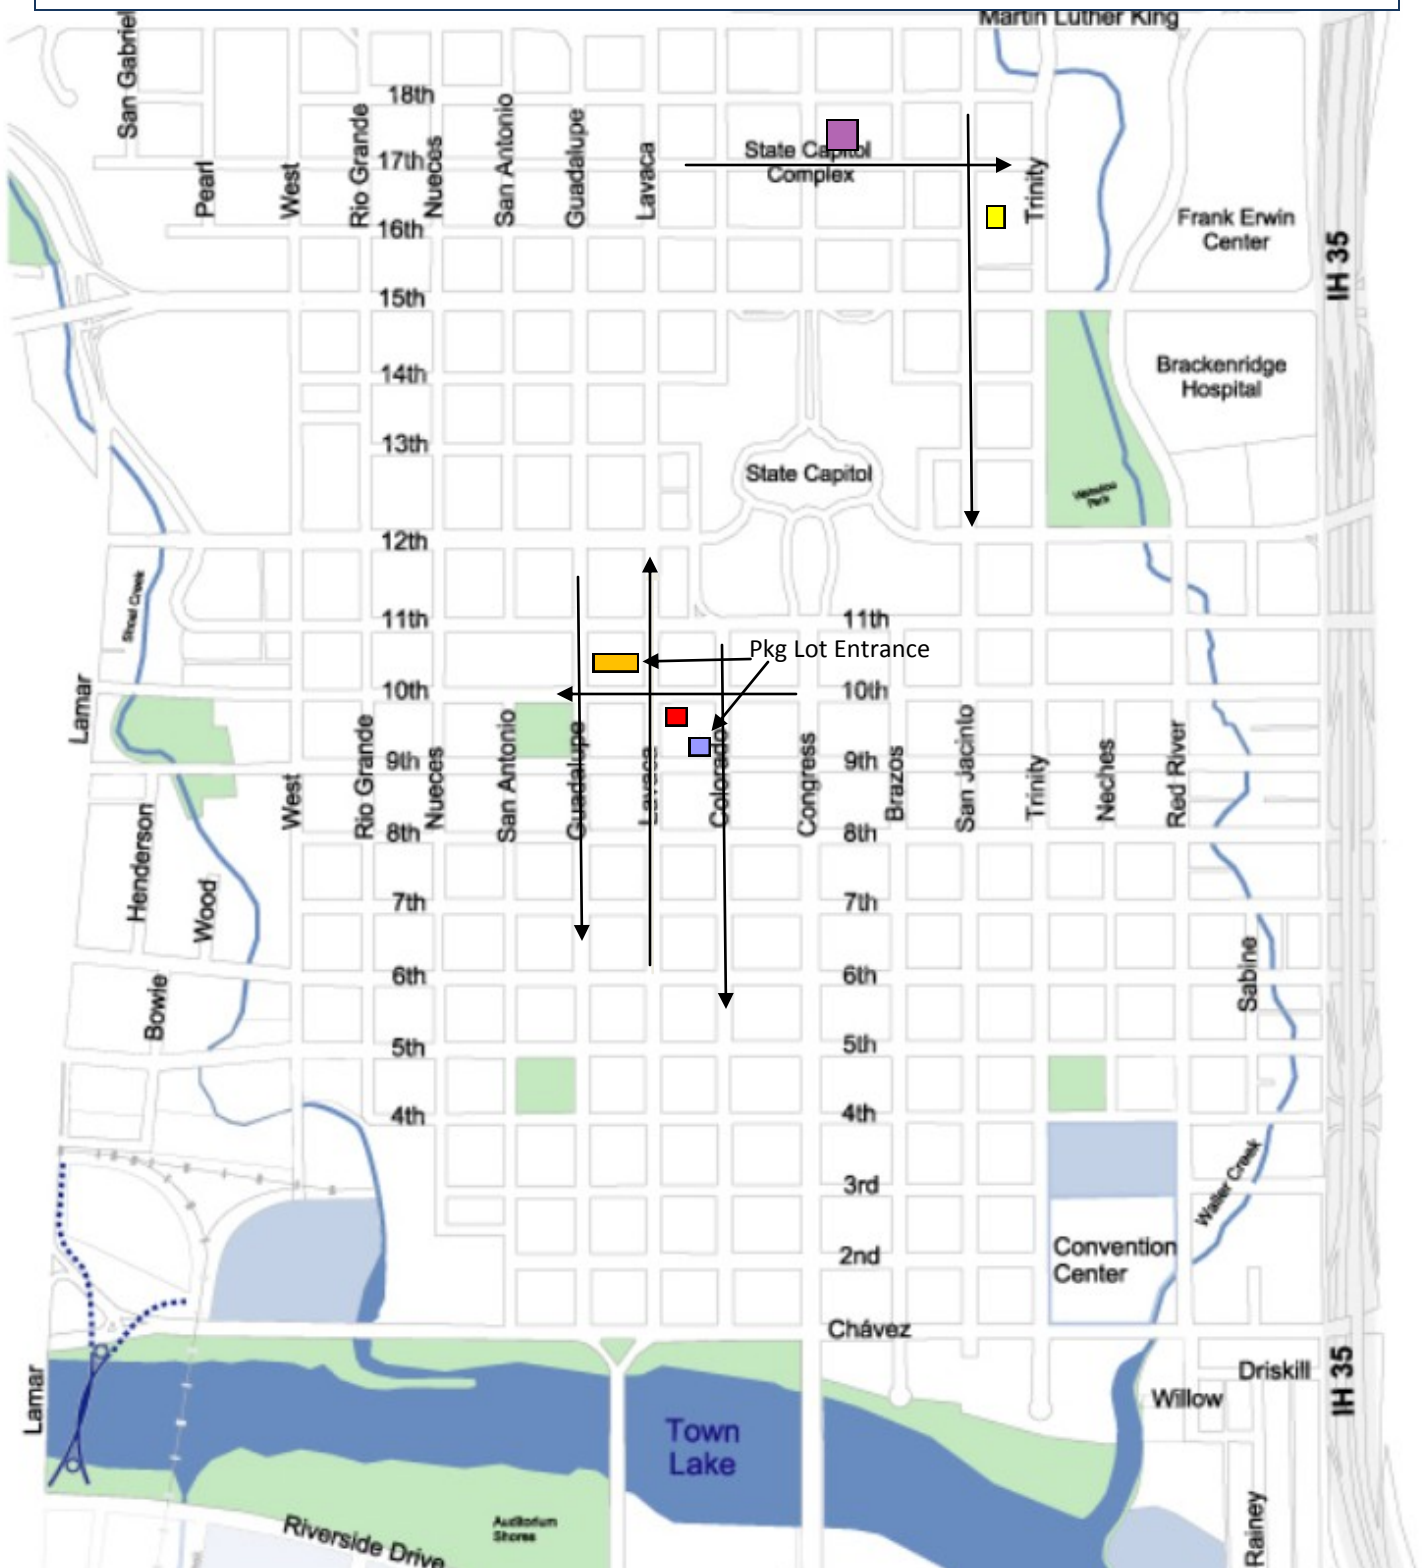 Martin Luther King
San Gabriel
18th
Rio Grande
Nueces
San Antonio
Guadalupe
Lavaca
17th
State Capitol
Complex
Pearl
West
Trinity
16th
Frank Erwin
Center
IH 35
15th
14th
Brackenridge
Hospital
13th
State Capitol
Waterloo
Park
12th
Shoal Creek
11th
11th
Pkg Lot Entrance
10th
10th
Lamar
Rio Grande
San Antonio
Guadalupe
Lavaca
Colorado
Congress
Brazos
San Jacinto
Trinity
Neches
Red River
9th
9th
West
Nueces
8th
8th
Henderson
Wood
7th
7th
6th
6th
Sabine
Bowie
5th
5th
4th
4th
Waller Creek
3rd
2nd
Convention
Center
Chávez
Lamar
Driskill
IH 35
Willow
Town
Lake
Auditorium
Shores
Riverside Drive
Rainey